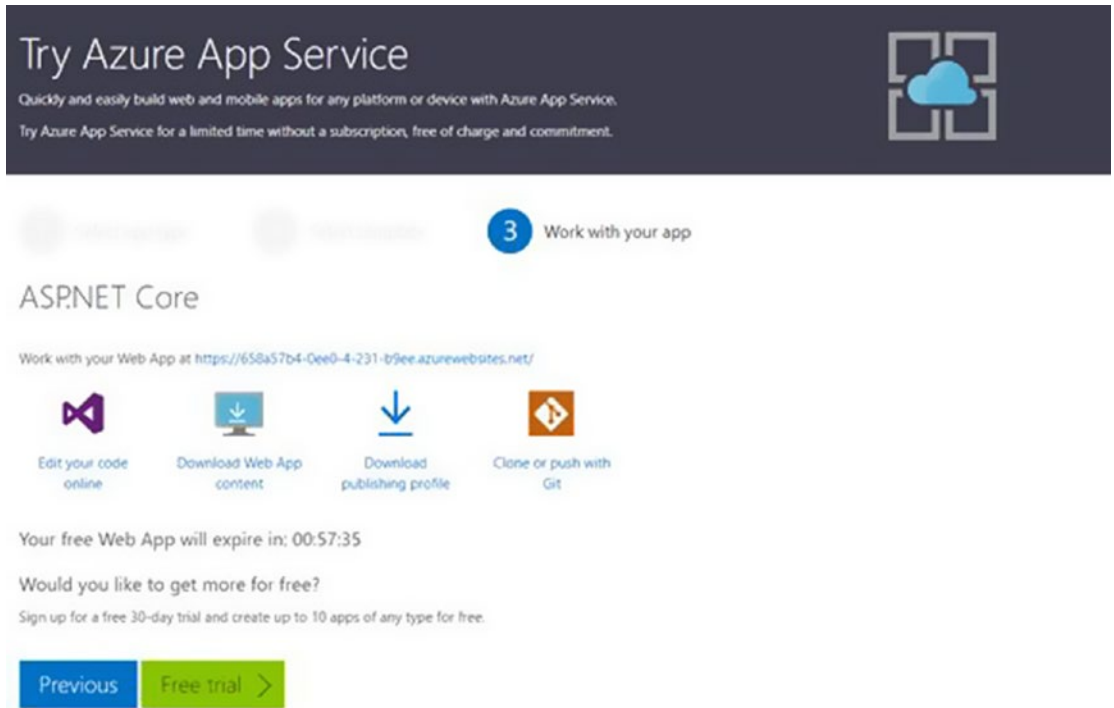 Try Azure App Service
Quickly and easily build web and mobile apps for any platform or device with Azure App Service.
Try Azure App Service for a limited time without a subscription, free of charge and commitment.
3 Work with your app
ASP.NET Core
Work with your Web App at https://658a57b4-0ee0-4-231-b9ee.azurewebsites.net/
Edit your code
online
Download Web App
content
Download
publishing profile
Clone or push with
Git
Your free Web App will expire in: 00:57:35
Would you like to get more for free?
Sign up for a free 30-day trial and create up to 10 apps of any type for free.
Previous
Free trial